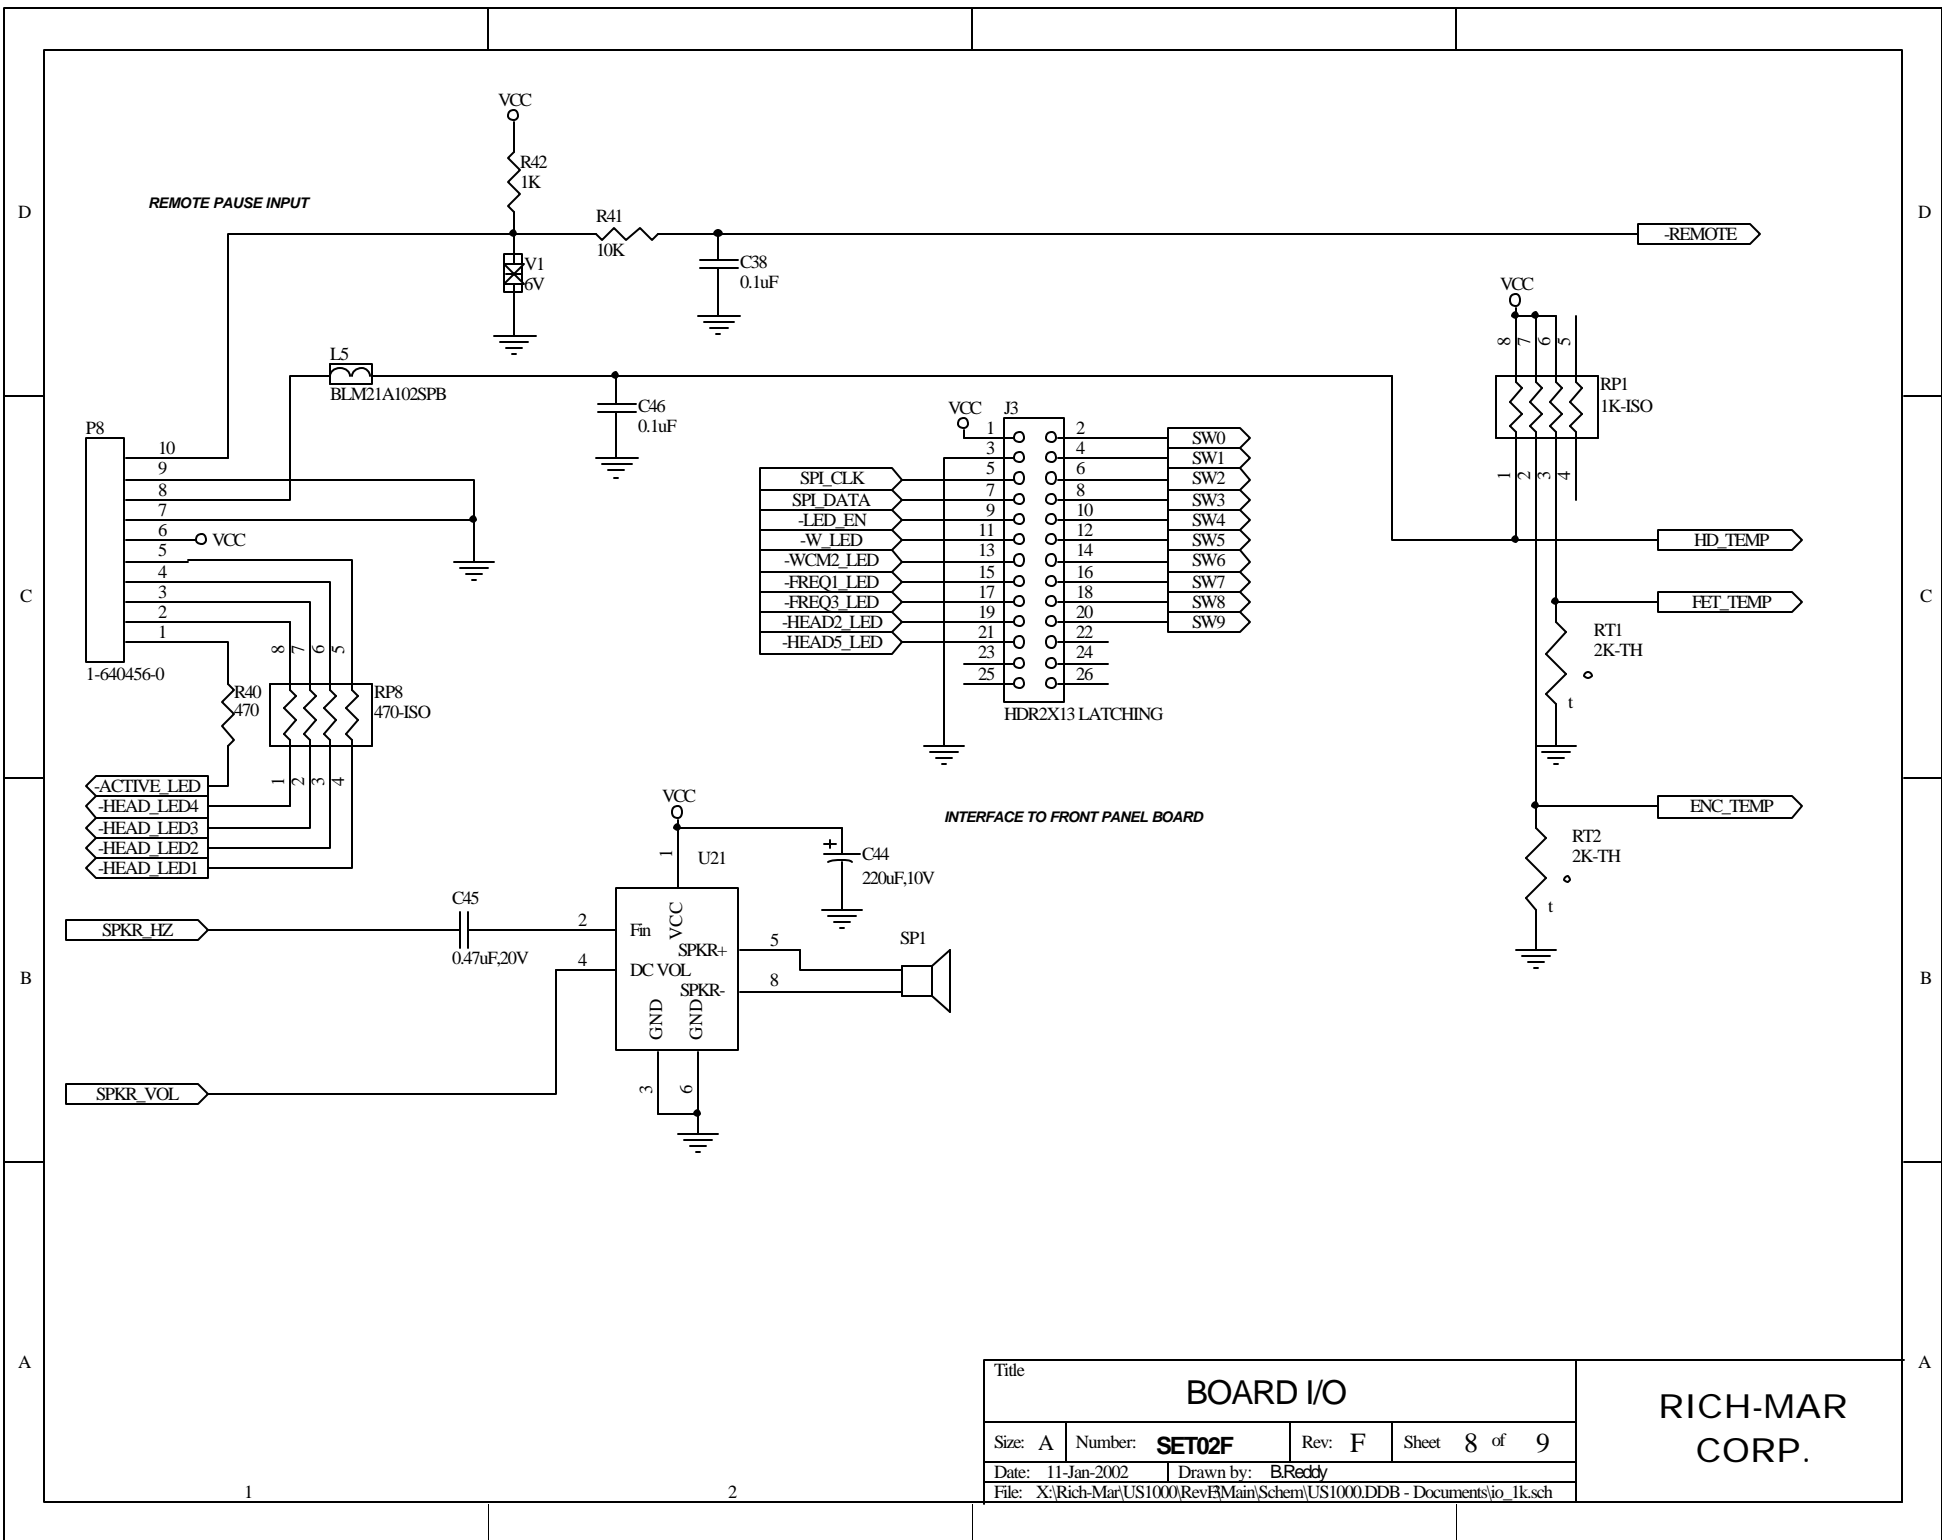 VCC
R42
1K
REMOTE PAUSE INPUT
D
D
R41
10K
-REMOTE
V1
6V
C38
0.1uF
VCC
8
7
6
5
RP1
1K-ISO
1
2
3
4
L5
BLM21A102SPB
C46
0.1uF
P8
10
9
8
7
6
VCC
5
4
3
2
1
1-640456-0
C
C
VCC
J3
1
2
SW0
3
4
SW1
SPI_CLK
5
6
SW2
SPI_DATA
7
8
SW3
-LED_EN
9
10
SW4
-W_LED
11
12
SW5
-WCM2_LED
13
14
SW6
-FREQ1_LED
15
16
SW7
-FREQ3_LED
17
18
SW8
-HEAD2_LED
19
20
SW9
-HEAD5_LED
21
22
23
24
25
26
HDR2X13 LATCHING
HD_TEMP
FET_TEMP
RT1
2K-TH
t
8
7
6
5
R40
470
RP8
470-ISO
1
2
3
4
-ACTIVE_LED
-HEAD_LED4
-HEAD_LED3
-HEAD_LED2
-HEAD_LED1
INTERFACE TO FRONT PANEL BOARD
ENC_TEMP
RT2
2K-TH
t
VCC
1
U21
C44
220uF,10V
C45
0.47uF,20V
SPKR_HZ
2
Fin
VCC
SPKR+
5
SP1
4
DC VOL
SPKR-
8
GND
GND
3
6
SPKR_VOL
B
B
A
A
Title
BOARD I/O
RICH-MAR
CORP.
Size: A
Number: SET02F
Rev: F
Sheet 8 of 9
Date: 11-Jan-2002
Drawn by: B.Reddy
File: X:\Rich-Mar\US1000\RevF3\Main\Schem\US1000.DDB - Documents\io_1k.sch
1
2